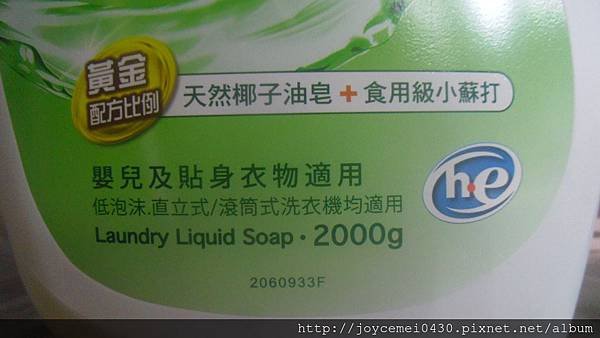 黃金
配方比例
天然椰子油皂 + 食用級小蘇打
嬰兒及貼身衣物適用
低泡沫.直立式/滾筒式洗衣機均適用
he
Laundry Liquid Soap · 2000g
2060933F
http://joycemei0430.pixnet.net/album